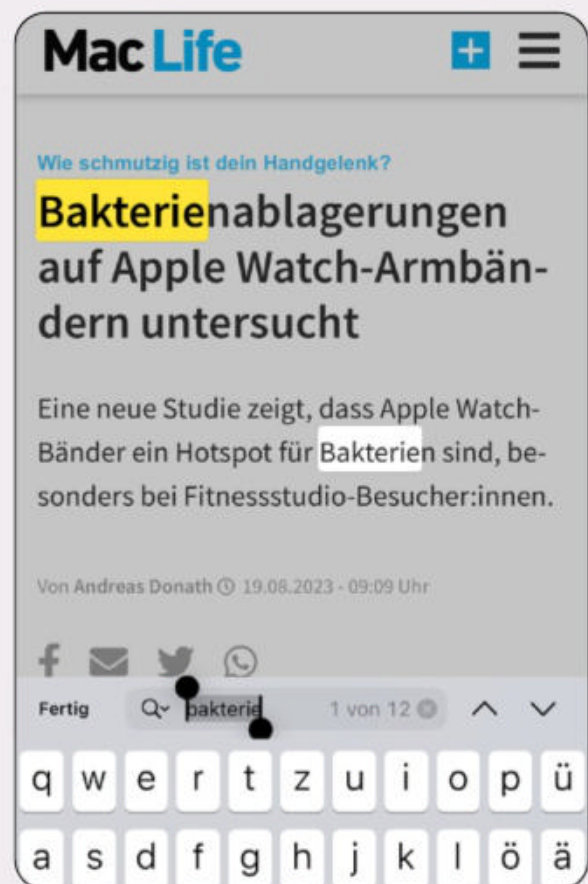 Mac Life
Wie schmutzig ist dein Handgelenk?
Bakterienablagerungen
auf Apple Watch-Armbän-
dern untersucht
Eine neue Studie zeigt, dass Apple Watch-
Bänder ein Hotspot für Bakterien sind, be-
sonders bei Fitnessstudio-Besucher:innen.
Von Andreas Donath 19.08.2023 - 09:09 Uhr
Fertig bakterie 1 von 12
q w e r t z u i o p ü
a s d f g h j k l ö ä